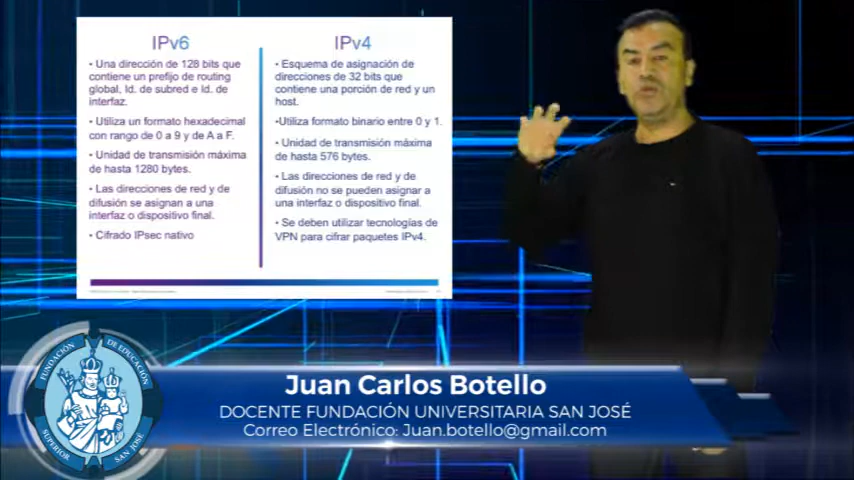 IPv6
• Una dirección de 128 bits que
contiene un prefijo de routing
global, Id. de subred e Id. de
interfaz.
• Utiliza un formato hexadecimal
con rango de 0 a 9 y de A a F.
• Unidad de transmisión máxima
de hasta 1280 bytes.
• Las direcciones de red y de
difusión se asignan a una
interfaz o dispositivo final.
• Cifrado IPsec nativo
IPv4
• Esquema de asignación de
direcciones de 32 bits que
contiene una porción de red y un
host.
•Utiliza formato binario entre 0 y 1.
• Unidad de transmisión máxima
de hasta 576 bytes.
• Las direcciones de red y de
difusión no se pueden asignar a
una interfaz o dispositivo final.
• Se deben utilizar tecnologías de
VPN para cifrar paquetes IPv4.
FUNDACIÓN DE EDUCACIÓN
SUPERIOR SAN JOSÉ
Juan Carlos Botello
DOCENTE FUNDACIÓN UNIVERSITARIA SAN JOSÉ
Correo Electrónico: Juan.botello@gmail.com